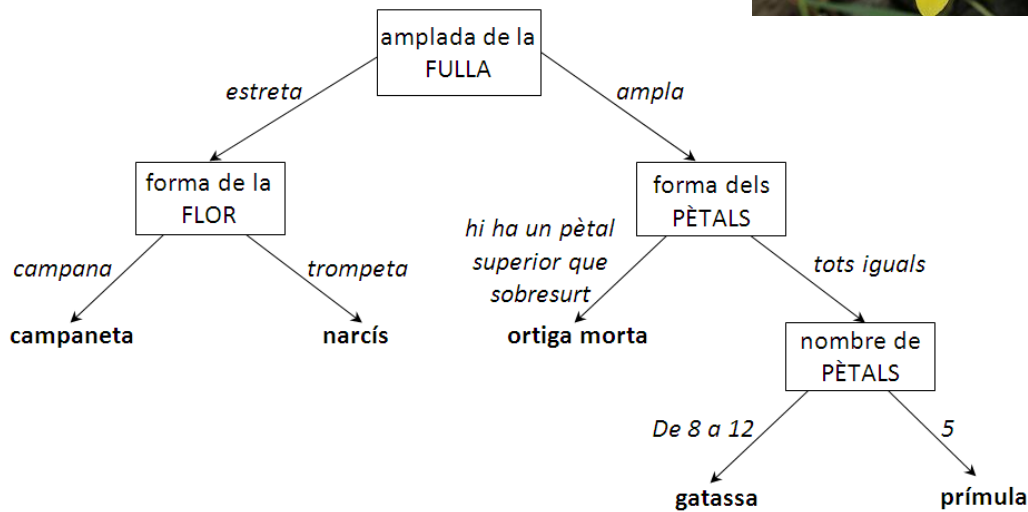 amplada de la
FULLA
estreta
ampla
forma de la
FLOR
forma dels
PÈTALS
campana
trompeta
hi ha un pètal
superior que
sobresurt
tots iguals
campaneta
narcís
ortiga morta
nombre de
PÈTALS
De 8 a 12
5
gatassa
prímula